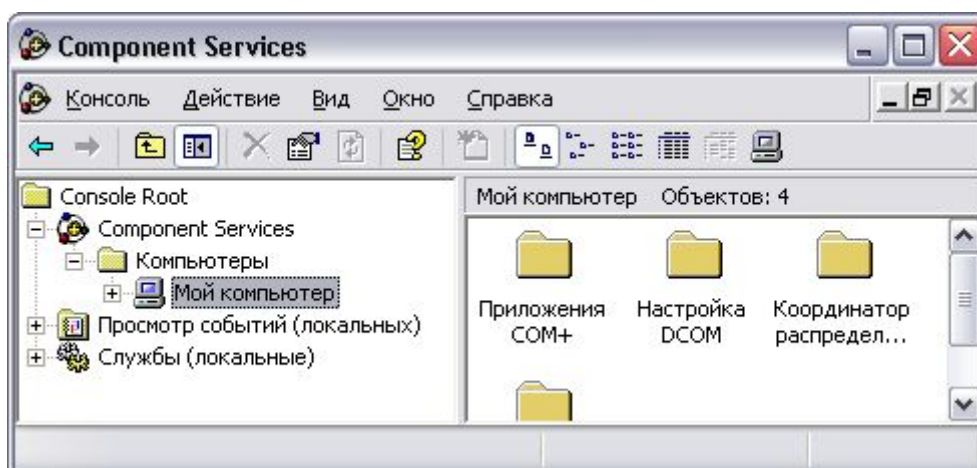 Component Services
Консоль Действие Вид Окно Справка
Console Root
Component Services
Компьютеры
Мой компьютер
Просмотр событий (локальных)
Службы (локальные)
Мой компьютер Объектов: 4
Приложения COM+
Настройка DCOM
Координатор распредел...